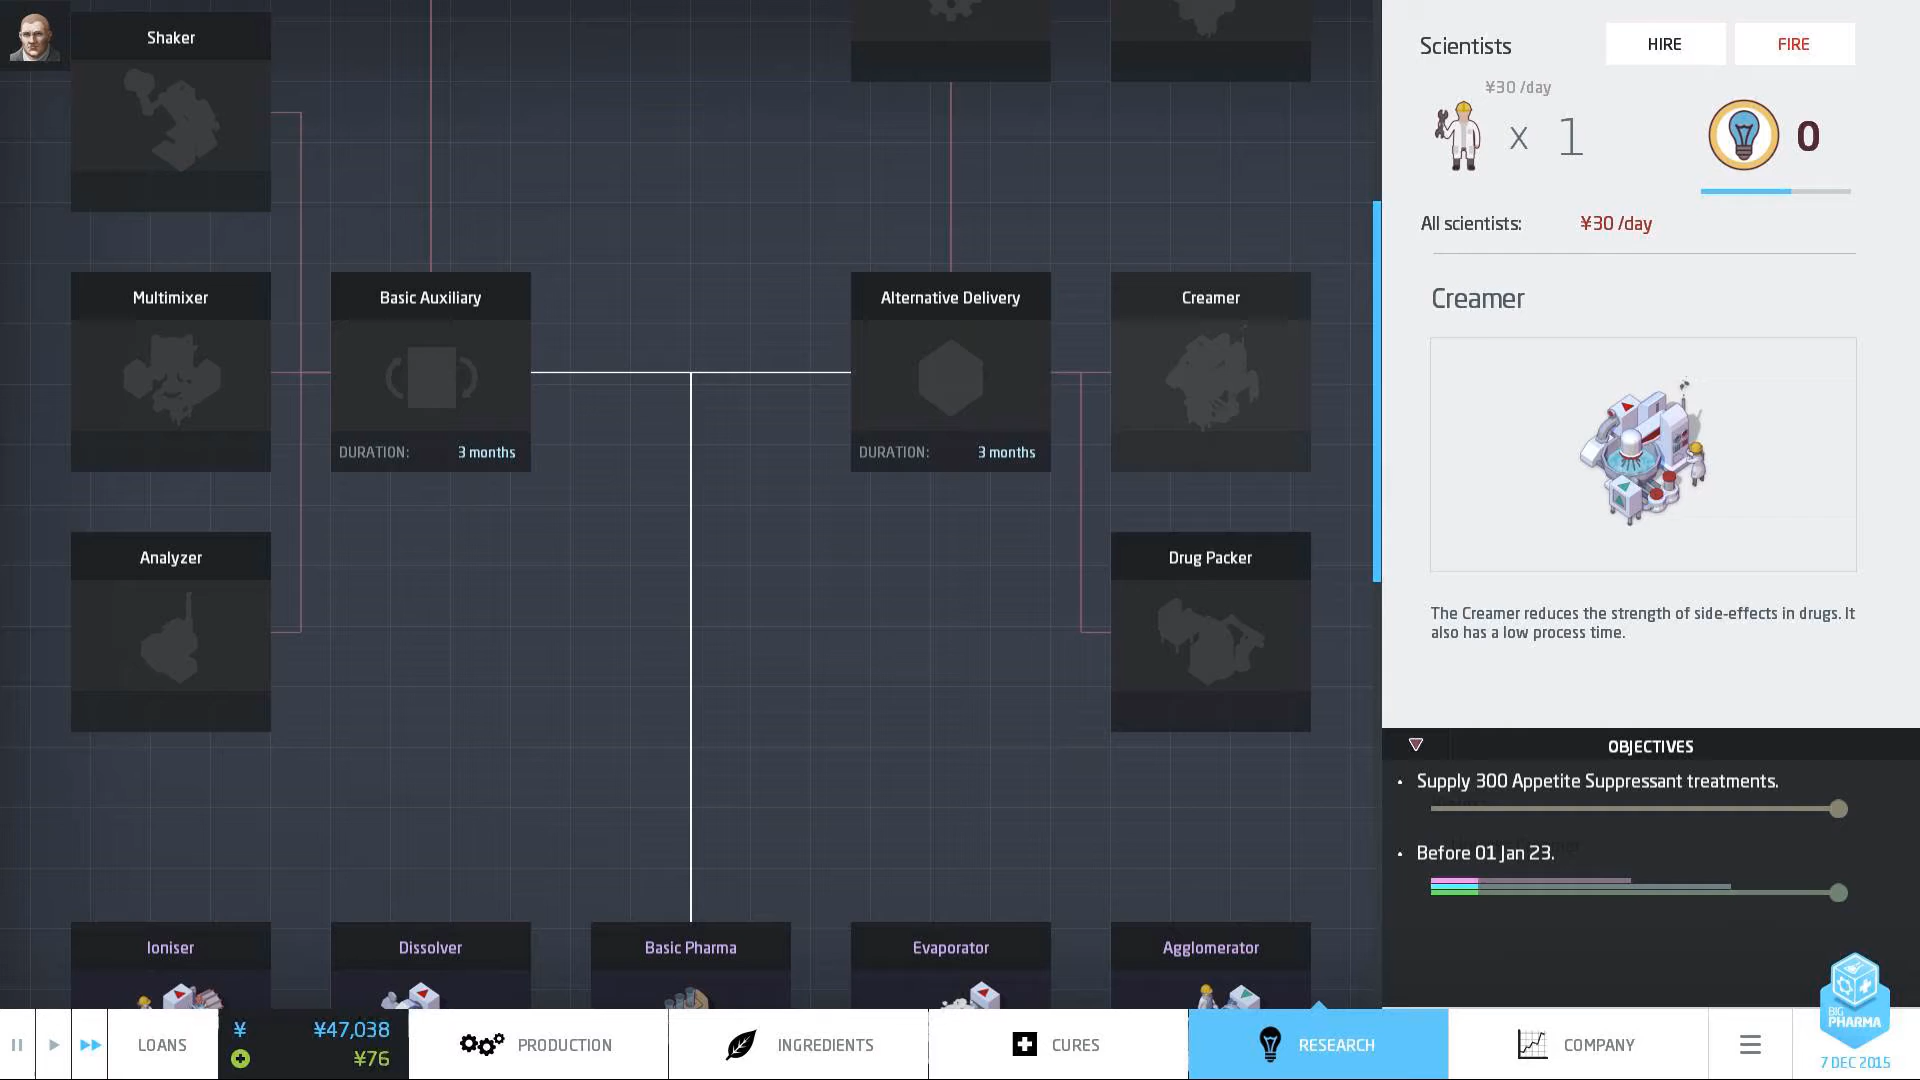 Shaker
Multimixer
Basic Auxiliary
DURATION: 3 months
Alternative Delivery
DURATION: 3 months
Creamer
Analyzer
Drug Packer
Ioniser
Dissolver
Basic Pharma
Evaporator
Agglomerator
Scientists
HIRE
FIRE
¥30 /day
x 1
0
All scientists: ¥30 /day
Creamer
The Creamer reduces the strength of side-effects in drugs. It
also has a low process time.
OBJECTIVES
• Supply 300 Appetite Suppressant treatments.
• Before 01 Jan 23.
LOANS
¥ ¥47,038
¥76
PRODUCTION
INGREDIENTS
CURES
RESEARCH
COMPANY
BIG
PHARMA
7 DEC 2015